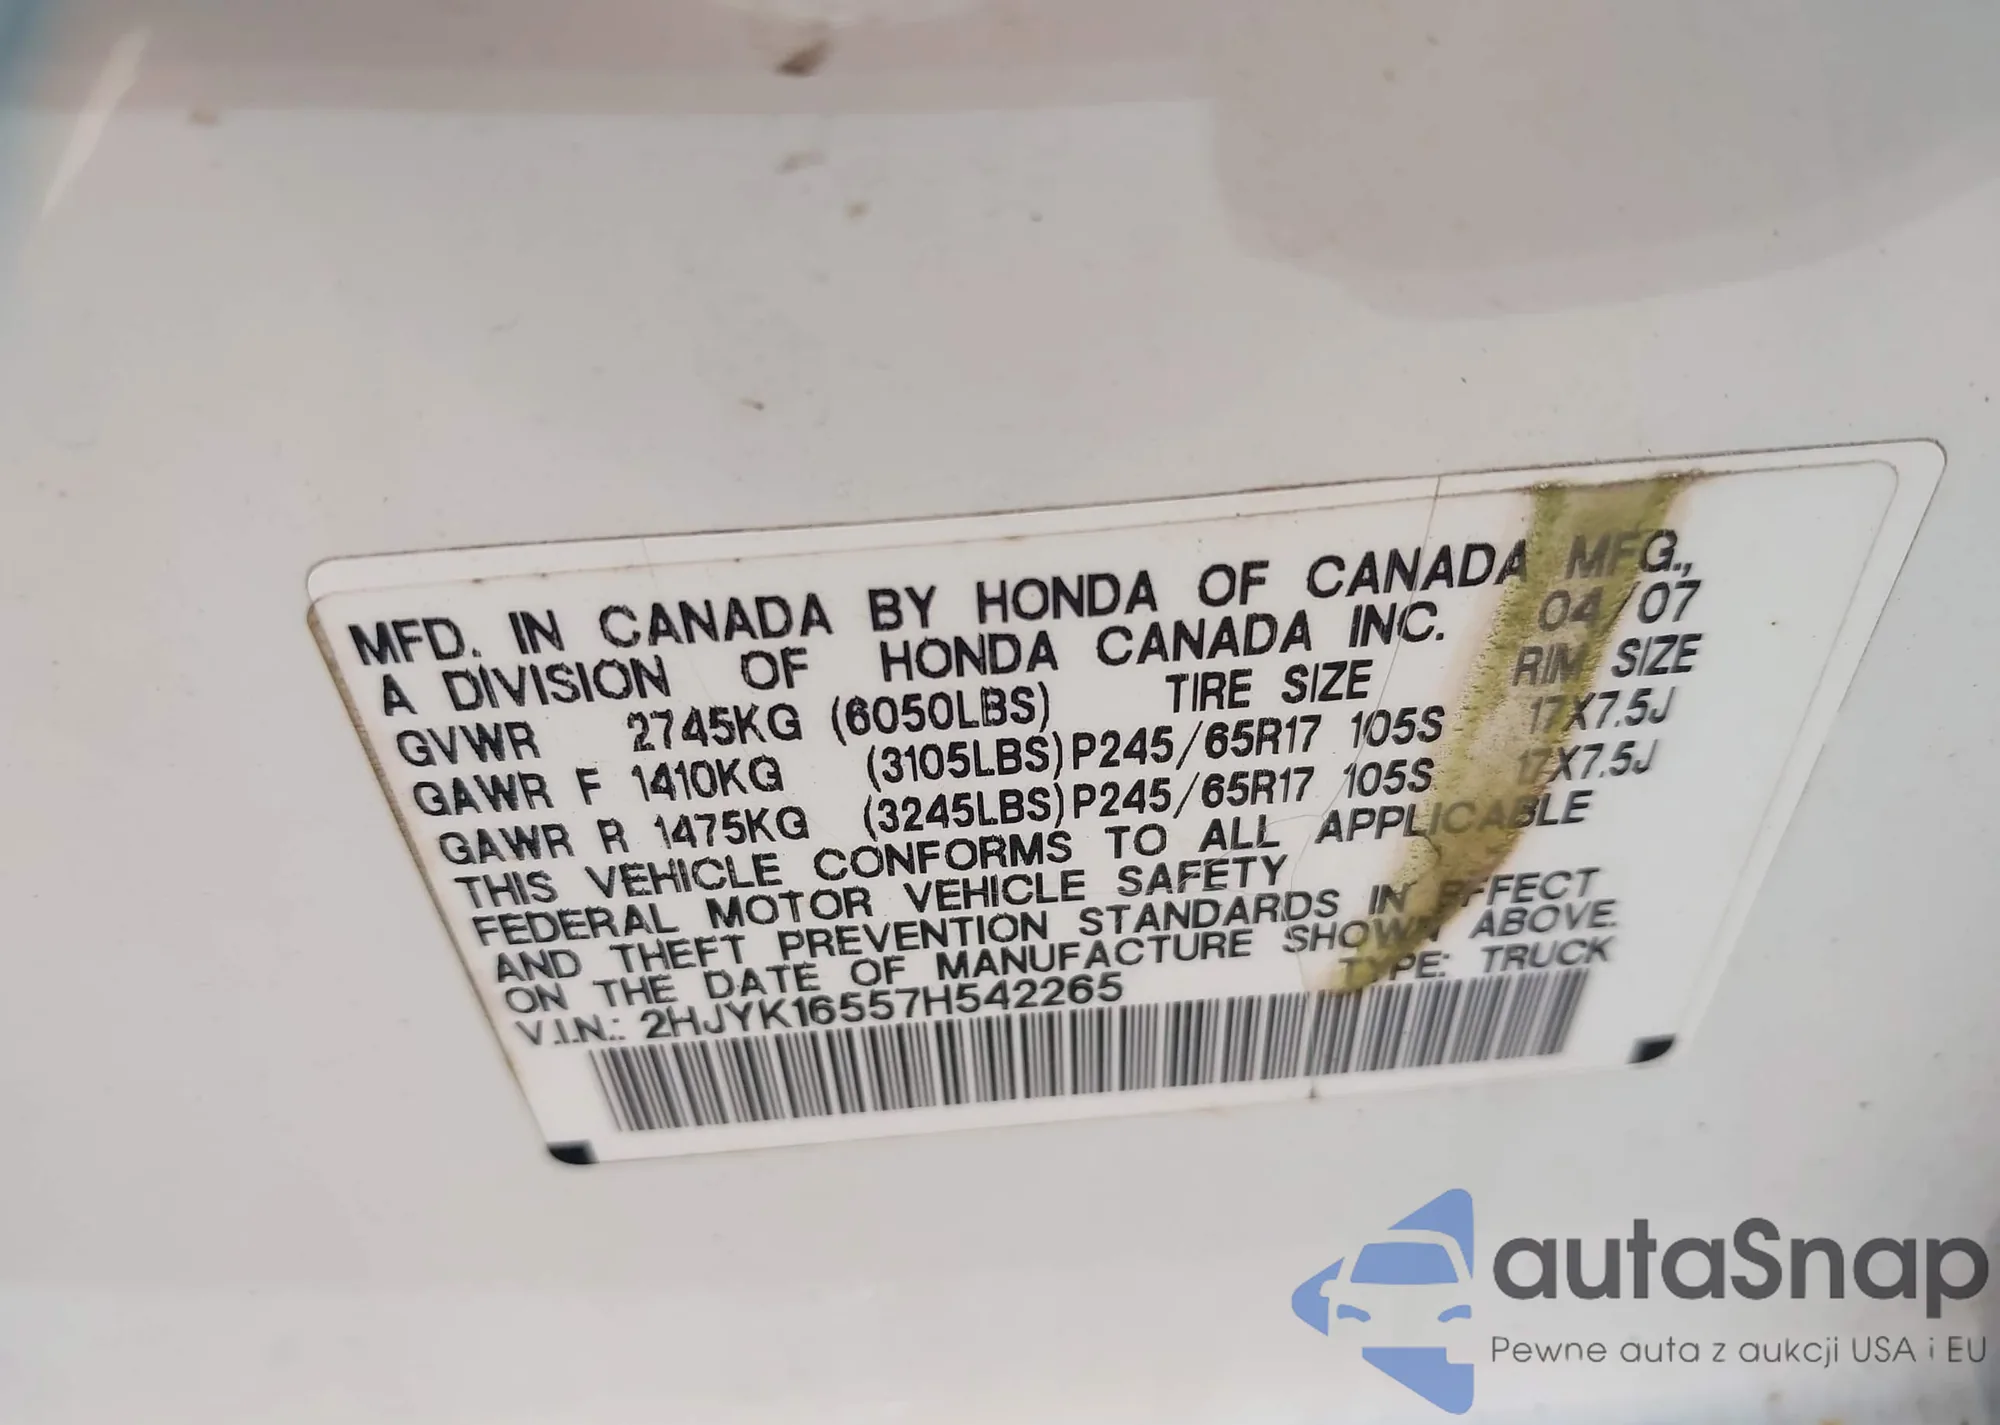 MFD. IN CANADA BY HONDA OF CANADA MFG.,
A DIVISION OF HONDA CANADA INC. 04/07
GVWR 2745KG (6050LBS) TIRE SIZE RIM SIZE
GAWR F 1410KG (3105LBS) P245/65R17 105S 17X7.5J
GAWR R 1475KG (3245LBS) P245/65R17 105S 17X7.5J
THIS VEHICLE CONFORMS TO ALL APPLICABLE
FEDERAL MOTOR VEHICLE SAFETY
AND THEFT PREVENTION STANDARDS IN EFFECT
ON THE DATE OF MANUFACTURE SHOWN ABOVE.
V.I.N.: 2HJYK16557H542265 TYPE: TRUCK
autaSnap
Pewne auta z aukcji USA i EU